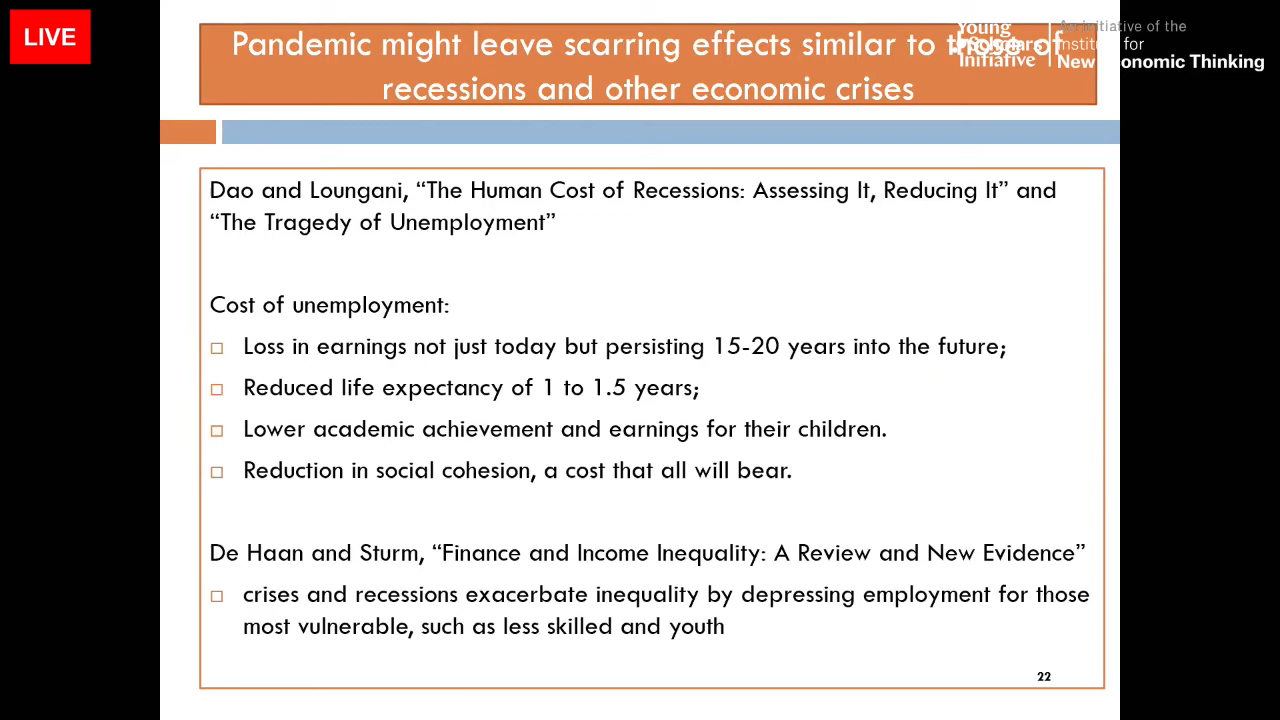 LIVE
Pandemic might leave scarring effects similar to those of
recessions and other economic crises
Young
Scholars
Initiative
An initiative of the
Institute for
New Economic Thinking
Dao and Loungani, “The Human Cost of Recessions: Assessing It, Reducing It” and
“The Tragedy of Unemployment”
Cost of unemployment:
Loss in earnings not just today but persisting 15-20 years into the future;
Reduced life expectancy of 1 to 1.5 years;
Lower academic achievement and earnings for their children.
Reduction in social cohesion, a cost that all will bear.
De Haan and Sturm, “Finance and Income Inequality: A Review and New Evidence”
crises and recessions exacerbate inequality by depressing employment for those
most vulnerable, such as less skilled and youth
22